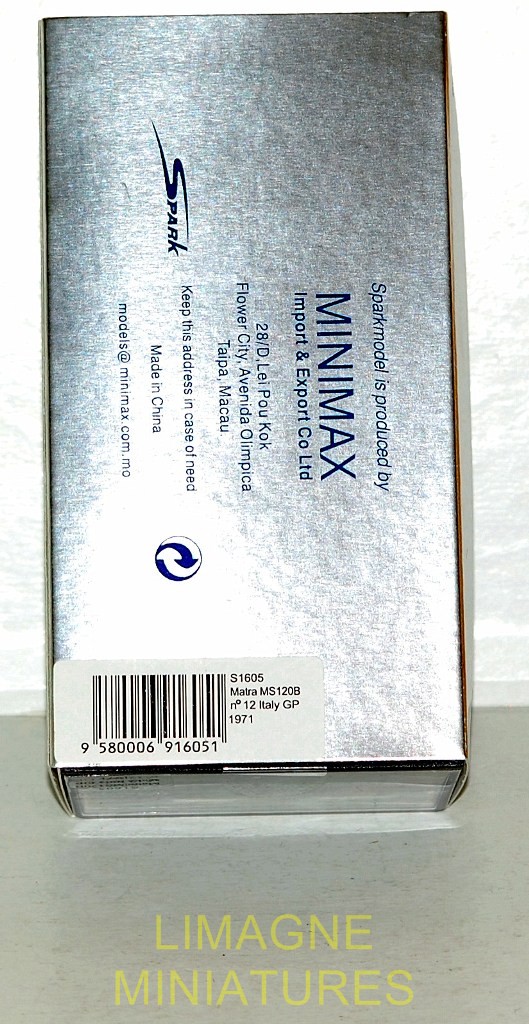 Sparkmodel is produced by
MINIMAX
Import & Export Co Ltd
28/D, Lei Pou Kok
Flower City, Avenida Olimpica
Taipa, Macau
Keep this address in case of need
SPARK
Made in China
models@minimax.com.mo
S1605
Matra MS120B
nº 12 Italy GP
1971
9 580006 916051
LIMAGNE
MINIATURES